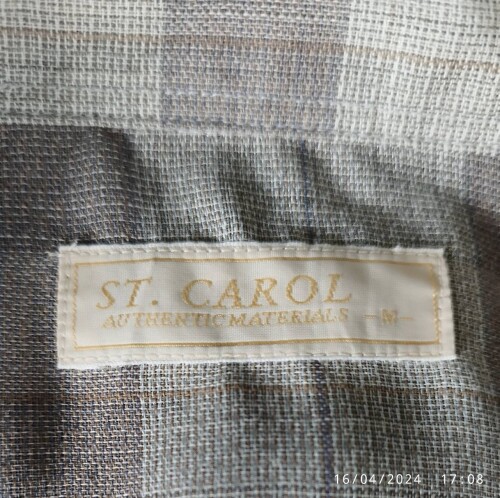 ST. CAROL
AUTHENTIC MATERIALS -M-
16/04/2024 17:08